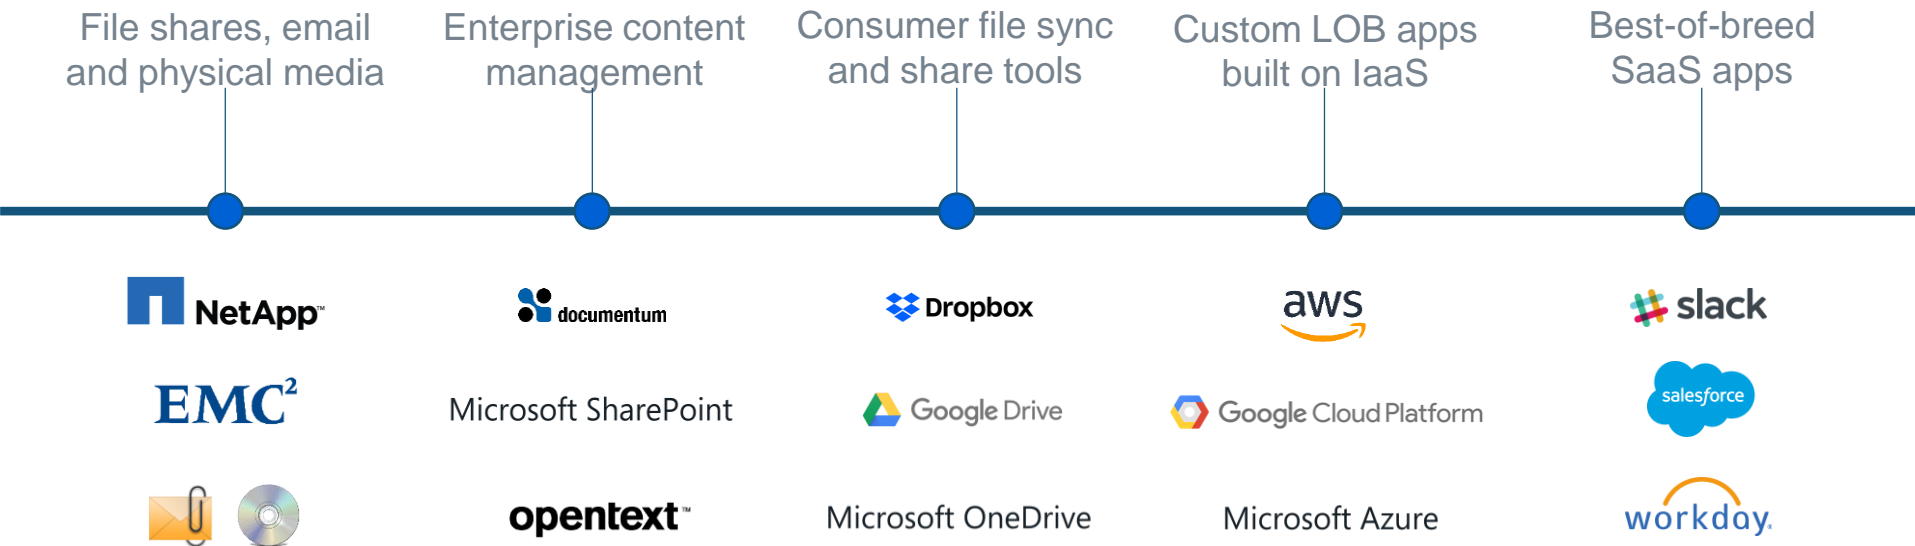 File shares, email
and physical media
Enterprise content
management
Consumer file sync
and share tools
Custom LOB apps
built on IaaS
Best-of-breed
SaaS apps
NetApp™
documentum
Dropbox
aws
slack
EMC²
Microsoft SharePoint
Google Drive
Google Cloud Platform
salesforce
opentext™
Microsoft OneDrive
Microsoft Azure
workday.